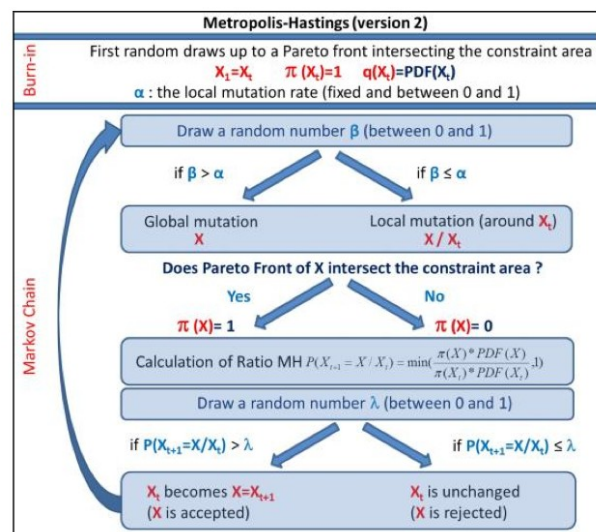 Metropolis-Hastings (version 2)
Burn-in
First random draws up to a Pareto front intersecting the constraint area
X₁=Xₜ π (Xₜ)=1 q(Xₜ)=PDF(Xₜ)
α : the local mutation rate (fixed and between 0 and 1)
Markov Chain
Draw a random number β (between 0 and 1)
if β > α if β ≤ α
Global mutation Local mutation (around Xₜ)
X X / Xₜ
Does Pareto Front of X intersect the constraint area ?
Yes No
π (X)= 1 π (X)= 0
Calculation of Ratio MH P(Xₜ₊₁ = X / Xₜ) = min(π(X)* PDF(X) / π(Xₜ)* PDF(Xₜ),1)
Draw a random number λ (between 0 and 1)
if P(Xₜ₊₁=X/Xₜ) > λ if P(Xₜ₊₁=X/Xₜ) ≤ λ
Xₜ becomes X=Xₜ₊₁ Xₜ is unchanged
(X is accepted) (X is rejected)